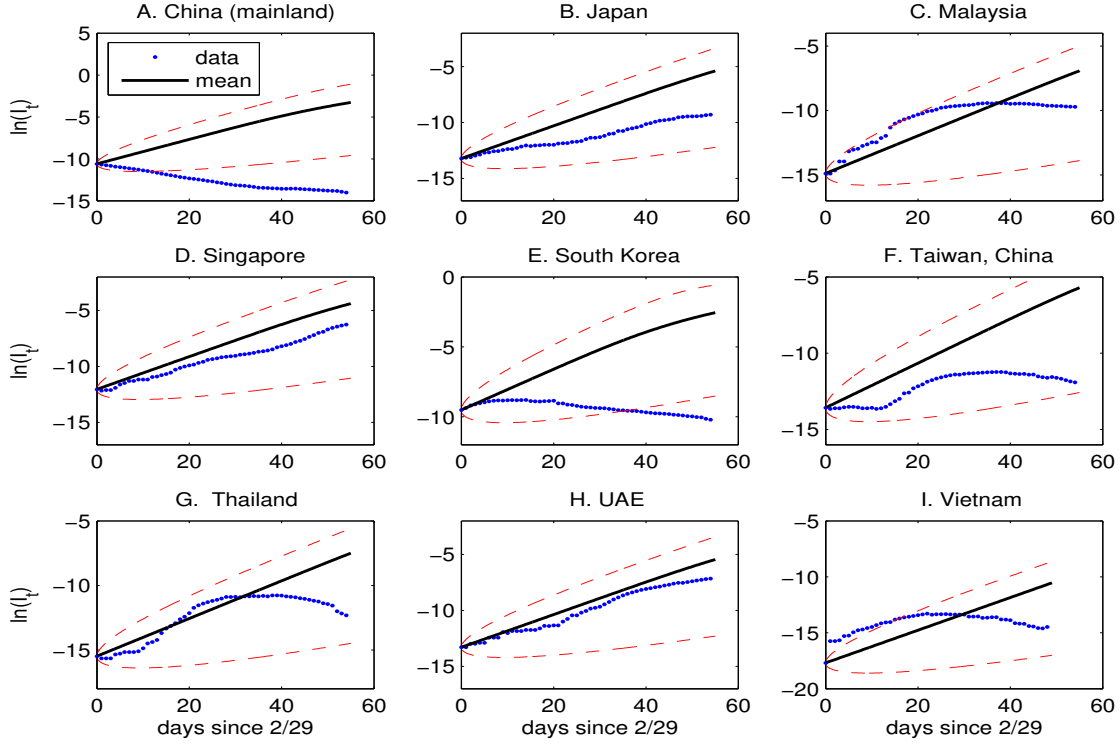 A. China (mainland)
B. Japan
C. Malaysia
data
mean
ln(I_t)
5
0
−5
−10
−15
0 20 40 60
−5
−10
−15
0 20 40 60
−5
−10
−15
0 20 40 60
D. Singapore
E. South Korea
F. Taiwan, China
ln(I_t)
−5
−10
−15
0 20 40 60
0
−5
−10
0 20 40 60
−5
−10
−15
0 20 40 60
G. Thailand
H. UAE
I. Vietnam
ln(I_t)
−5
−10
−15
0 20 40 60
−5
−10
−15
0 20 40 60
−5
−10
−15
−20
0 20 40 60
days since 2/29
days since 2/29
days since 2/29